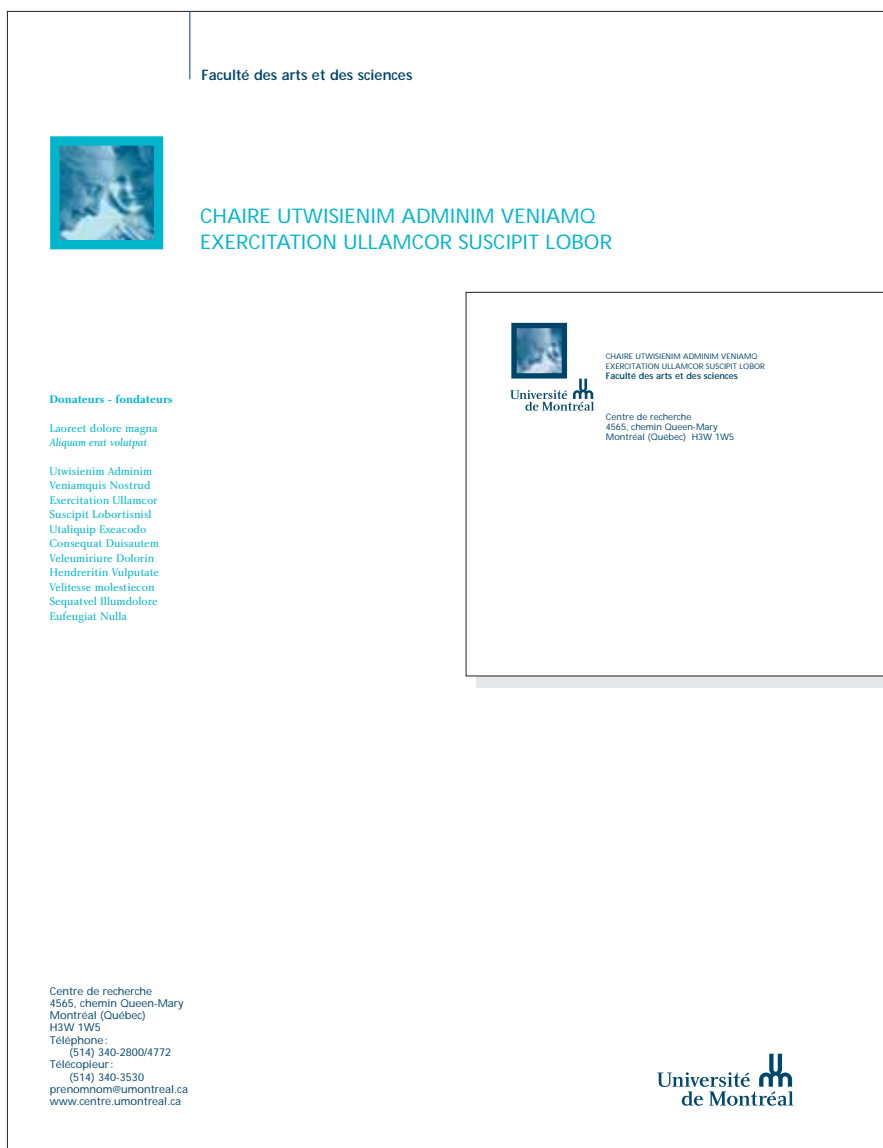 Faculté des arts et des sciences
CHAIRE UTWISIENIM ADMINIM VENIAMQ
EXERCITATION ULLAMCOR SUSCIPIT LOBOR
CHAIRE UTWISIENIM ADMINIM VENIAMQ
EXERCITATION ULLAMCOR SUSCIPIT LOBOR
Faculté des arts et des sciences
Université
de Montréal
Centre de recherche
4565, chemin Queen-Mary
Montréal (Québec) H3W 1W5
Donateurs - fondateurs
Laoreet dolore magna
Aliquam erat volutpat
Utwisienim Adminim
Veniamquis Nostrud
Exercitation Ullamcor
Suscipit Lobortisnisl
Utaliquip Exeacodo
Consequat Duisautem
Veleumiriure Dolorin
Hendreritin Vulputate
Velitesse molestiecon
Sequatvel Illumdolore
Eufeugiat Nulla
Centre de recherche
4565, chemin Queen-Mary
Montréal (Québec)
H3W 1W5
Téléphone:
(514) 340-2800/4772
Télécopieur:
(514) 340-3530
prenomnom@umontreal.ca
www.centre.umontreal.ca
Université
de Montréal